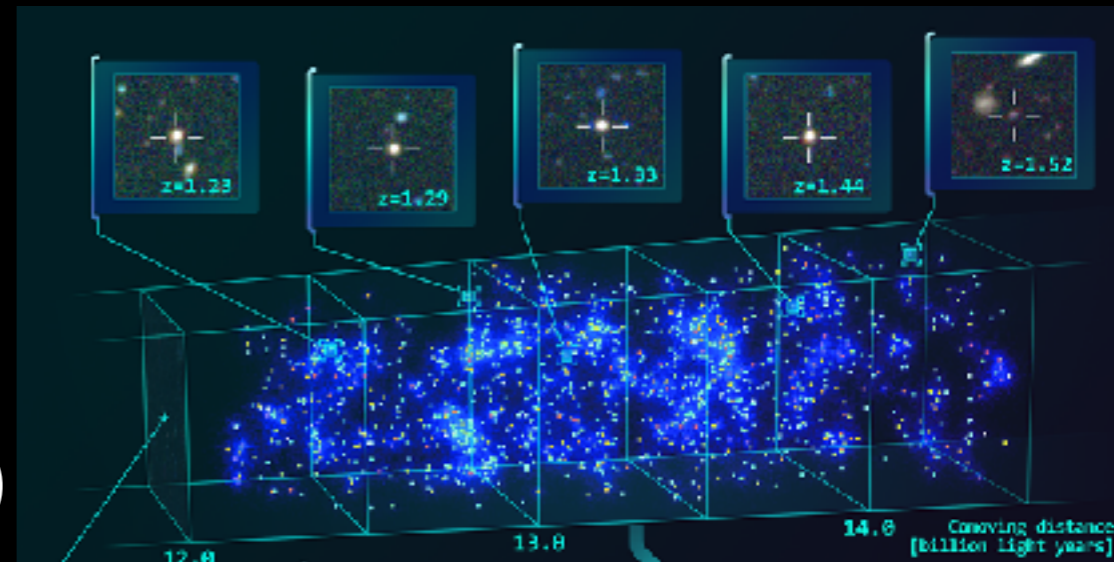 z=1.23
z=1.29
z=1.33
z=1.44
z=1.52
12.0
13.0
14.0
Comoving distance
[billion light years]